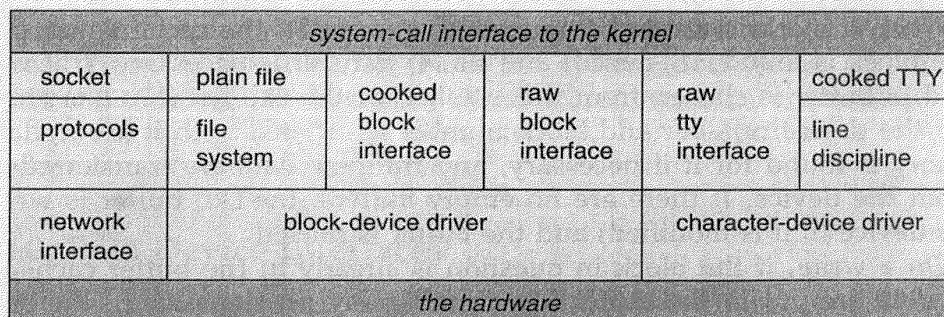 system-call interface to the kernel
socket
plain file
cooked
block
interface
raw
block
interface
raw
tty
interface
cooked TTY
protocols
file
system
line
discipline
network
interface
block-device driver
character-device driver
the hardware